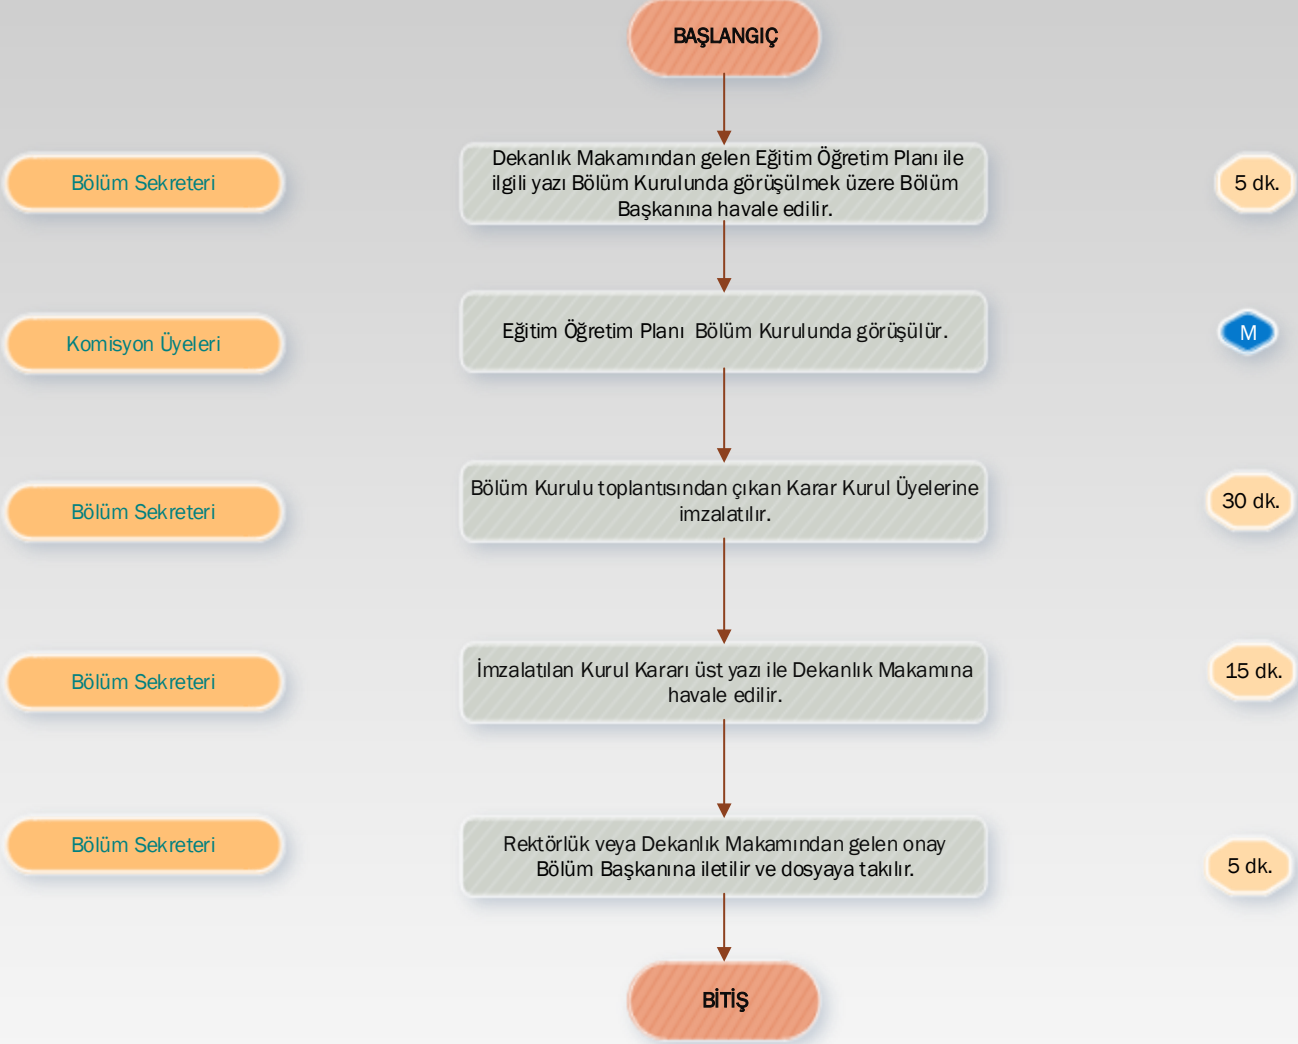 BAŞLANGIÇ
Bölüm Sekreteri
Dekanlık Makamından gelen Eğitim Öğretim Planı ile
ilgili yazı Bölüm Kurulunda görüşülmek üzere Bölüm
Başkanına havale edilir.
5 dk.
Komisyon Üyeleri
Eğitim Öğretim Planı Bölüm Kurulunda görüşülür.
M
Bölüm Sekreteri
Bölüm Kurulu toplantısından çıkan Karar Kurul Üyelerine
imzalatılır.
30 dk.
Bölüm Sekreteri
İmzalatılan Kurul Kararı üst yazı ile Dekanlık Makamına
havale edilir.
15 dk.
Bölüm Sekreteri
Rektörlük veya Dekanlık Makamından gelen onay
Bölüm Başkanına iletilir ve dosyaya takılır.
5 dk.
BİTİŞ